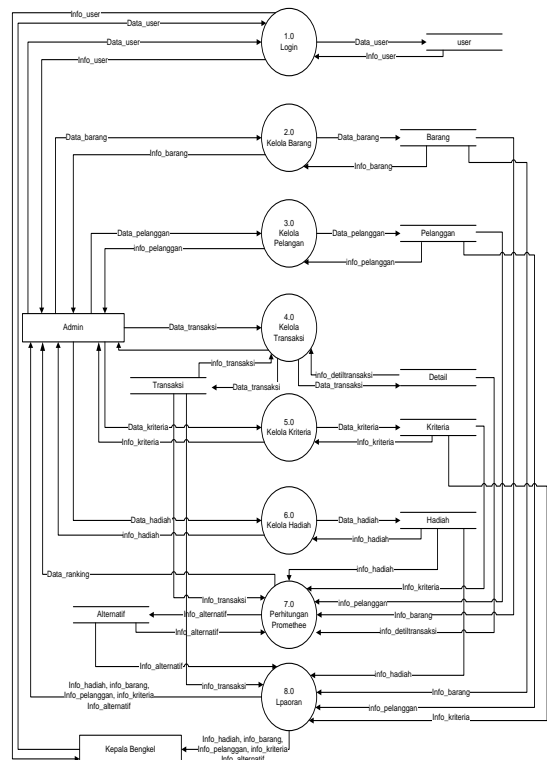 Info_user
Data_user
Data_user
Info_user
1.0
Login
Data_user
Info_user
user
Data_barang
Info_barang
2.0
Kelola Barang
Data_barang
Info_barang
Barang
Data_pelanggan
info_pelanggan
3.0
Kelola
Pelangan
Data_pelanggan
info_pelanggan
Pelanggan
Admin
Data_transaksi
4.0
Kelola
Transaksi
info_transaksi
Transaksi
Data_transaksi
info_detiltransaksi
Data_transaksi
Detail
Data_kriteria
Info_kriteria
5.0
Kelola Kriteria
Data_kriteria
Info_kriteria
Kriteria
Data_hadiah
info_hadiah
6.0
Kelola Hadiah
Data_hadiah
info_hadiah
Hadiah
Data_ranking
info_hadiah
Info_transaksi
7.0
Perhitungan
Promethee
Info_kriteria
info_pelanggan
Info_barang
info_detiltransaksi
Alternatif
Info_alternatif
Info_alternatif
Info_alternatif
info_transaksi
8.0
Lpaoran
info_hadiah
Info_barang
info_pelanggan
Info_kriteria
Info_hadiah, info_barang,
Info_pelanggan, info_kriteria
Info_alternatif
Kepala Bengkel
Info_hadiah, info_barang,
Info_pelanggan, info_kriteria
Info_alternatif